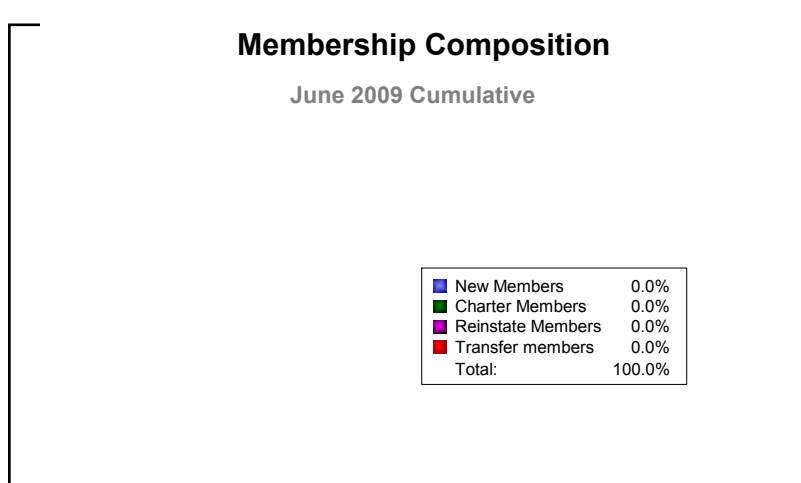 Membership Composition
June 2009 Cumulative
New Members 0.0%
Charter Members 0.0%
Reinstate Members 0.0%
Transfer members 0.0%
Total: 100.0%